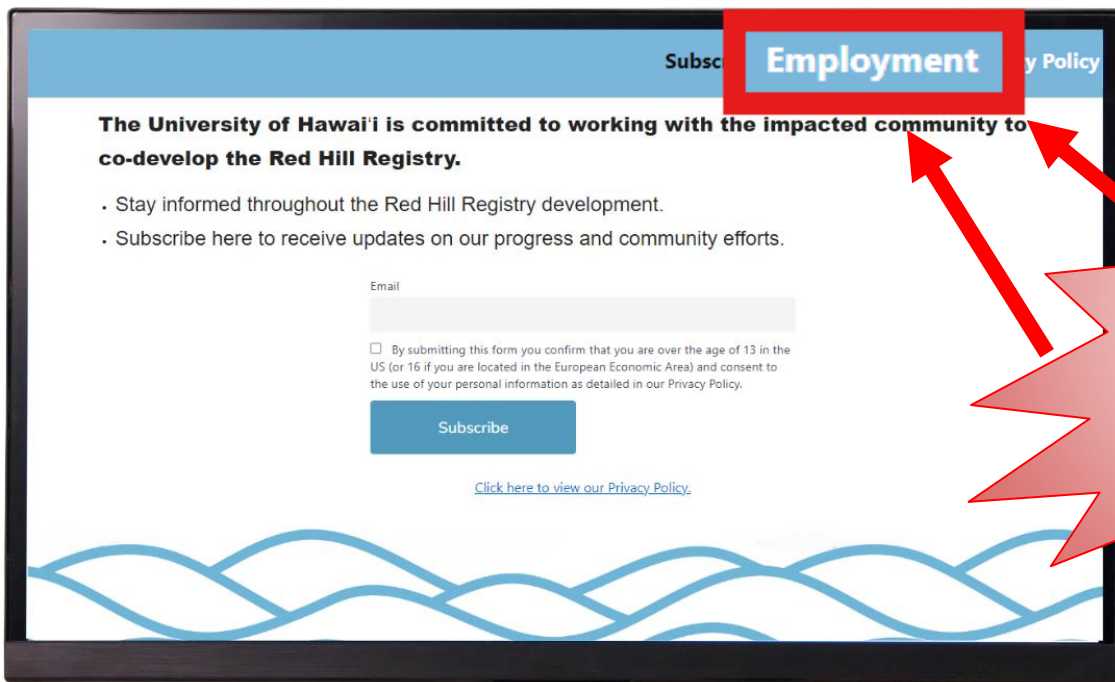 Employment
Policy
The University of Hawaiʻi is committed to working with the impacted community to
co-develop the Red Hill Registry.
• Stay informed throughout the Red Hill Registry development.
• Subscribe here to receive updates on our progress and community efforts.
Email
By submitting this form you confirm that you are over the age of 13 in the
US (or 16 if you are located in the European Economic Area) and consent to
the use of your personal information as detailed in our Privacy Policy.
Subscribe
Click here to view our Privacy Policy.